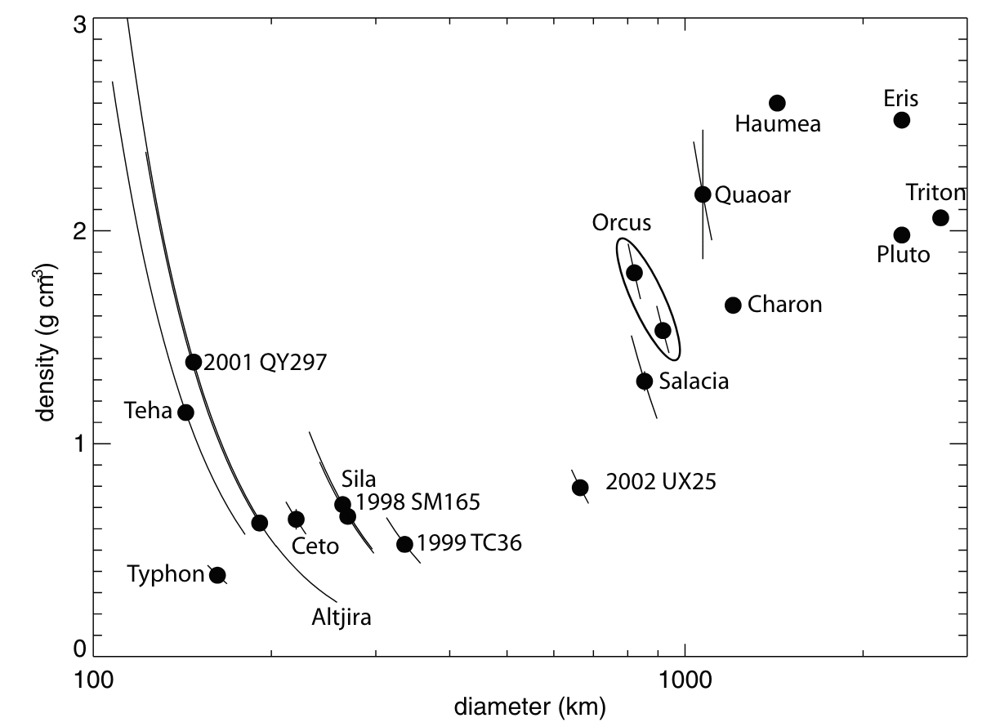 3
Eris
Haumea
Triton
Quaoar
Orcus
2
Pluto
Charon
density (g cm-3)
2001 QY297
Salacia
Teha
1
Sila
2002 UX25
1998 SM165
Ceto
1999 TC36
Typhon
Altjira
0
100
1000
diameter (km)